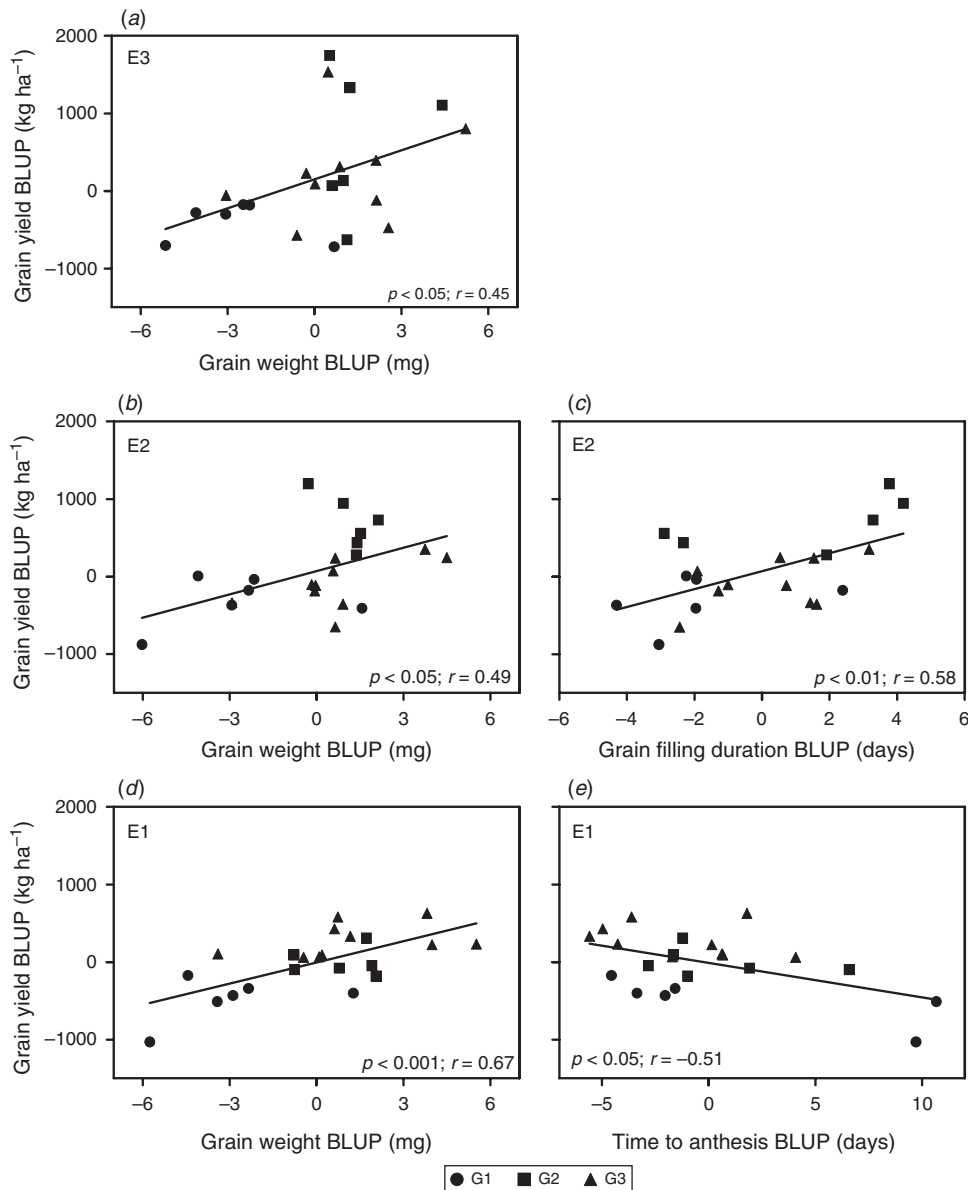 (a)
E3
2000
1000
0
−1000
Grain yield BLUP (kg ha−1)
p < 0.05; r = 0.45
−6 −3 0 3 6
Grain weight BLUP (mg)
(b)
E2
2000
1000
0
−1000
Grain yield BLUP (kg ha−1)
p < 0.05; r = 0.49
−6 −3 0 3 6
Grain weight BLUP (mg)
(c)
E2
p < 0.01; r = 0.58
−6 −4 −2 0 2 4 6
Grain filling duration BLUP (days)
(d)
E1
2000
1000
0
−1000
Grain yield BLUP (kg ha−1)
p < 0.001; r = 0.67
−6 −3 0 3 6
Grain weight BLUP (mg)
(e)
E1
p < 0.05; r = −0.51
−5 0 5 10
Time to anthesis BLUP (days)
G1 G2 G3